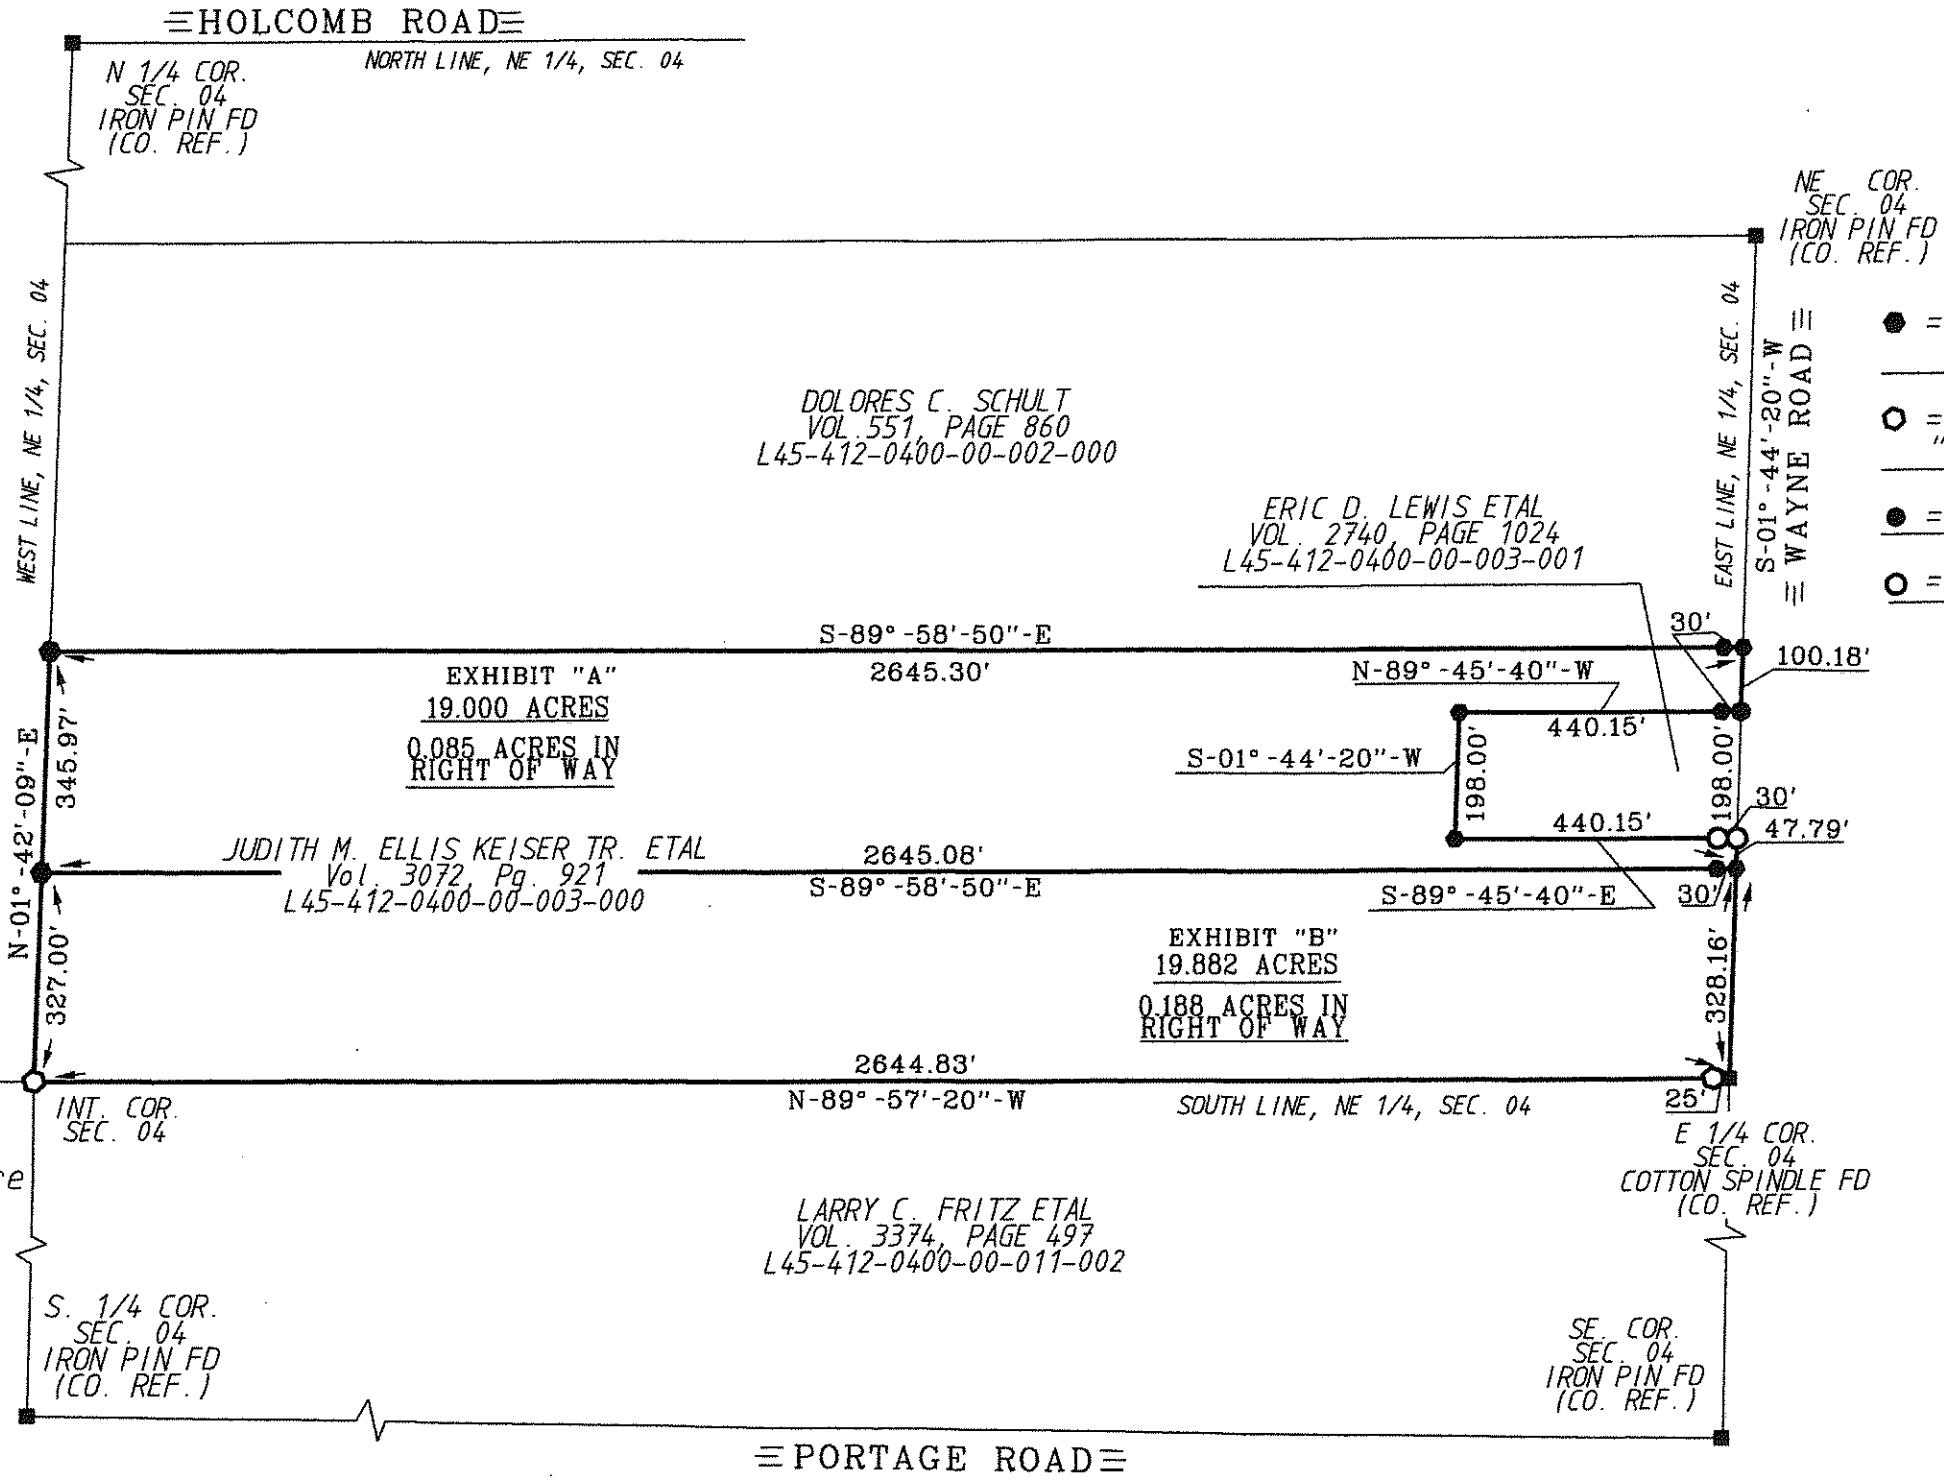 HOLCOMB ROAD
NORTH LINE, NE 1/4, SEC. 04
N 1/4 COR.
SEC. 04
IRON PIN FD
(CO. REF.)
NE COR.
SEC. 04
IRON PIN FD
(CO. REF.)
WEST LINE, NE 1/4, SEC. 04
EAST LINE, NE 1/4, SEC. 04
S-01°-44'-20"-W
WAYNE ROAD
=
=
"
=
=
DOLORES C. SCHULT
VOL. 551, PAGE 860
L45-412-0400-00-002-000
ERIC D. LEWIS ETAL
VOL. 2740, PAGE 1024
L45-412-0400-00-003-001
S-89°-58'-50"-E
2645.30'
30'
100.18'
EXHIBIT "A"
19.000 ACRES
0.085 ACRES IN
RIGHT OF WAY
N-89°-45'-40"-W
440.15'
S-01°-44'-20"-W
198.00'
198.00'
30'
47.79'
440.15'
N-01°-42'-09"-E
345.97'
JUDITH M. ELLIS KEISER TR. ETAL
Vol. 3072, Pg. 921
L45-412-0400-00-003-000
2645.08'
S-89°-58'-50"-E
S-89°-45'-40"-E
30'
327.00'
EXHIBIT "B"
19.882 ACRES
0.188 ACRES IN
RIGHT OF WAY
328.16'
2644.83'
N-89°-57'-20"-W
SOUTH LINE, NE 1/4, SEC. 04
25'
INT. COR.
SEC. 04
E 1/4 COR.
SEC. 04
COTTON SPINDLE FD
(CO. REF.)
LARRY C. FRITZ ETAL
VOL. 3374, PAGE 497
L45-412-0400-00-011-002
S. 1/4 COR.
SEC. 04
IRON PIN FD
(CO. REF.)
SE. COR.
SEC. 04
IRON PIN FD
(CO. REF.)
PORTAGE ROAD